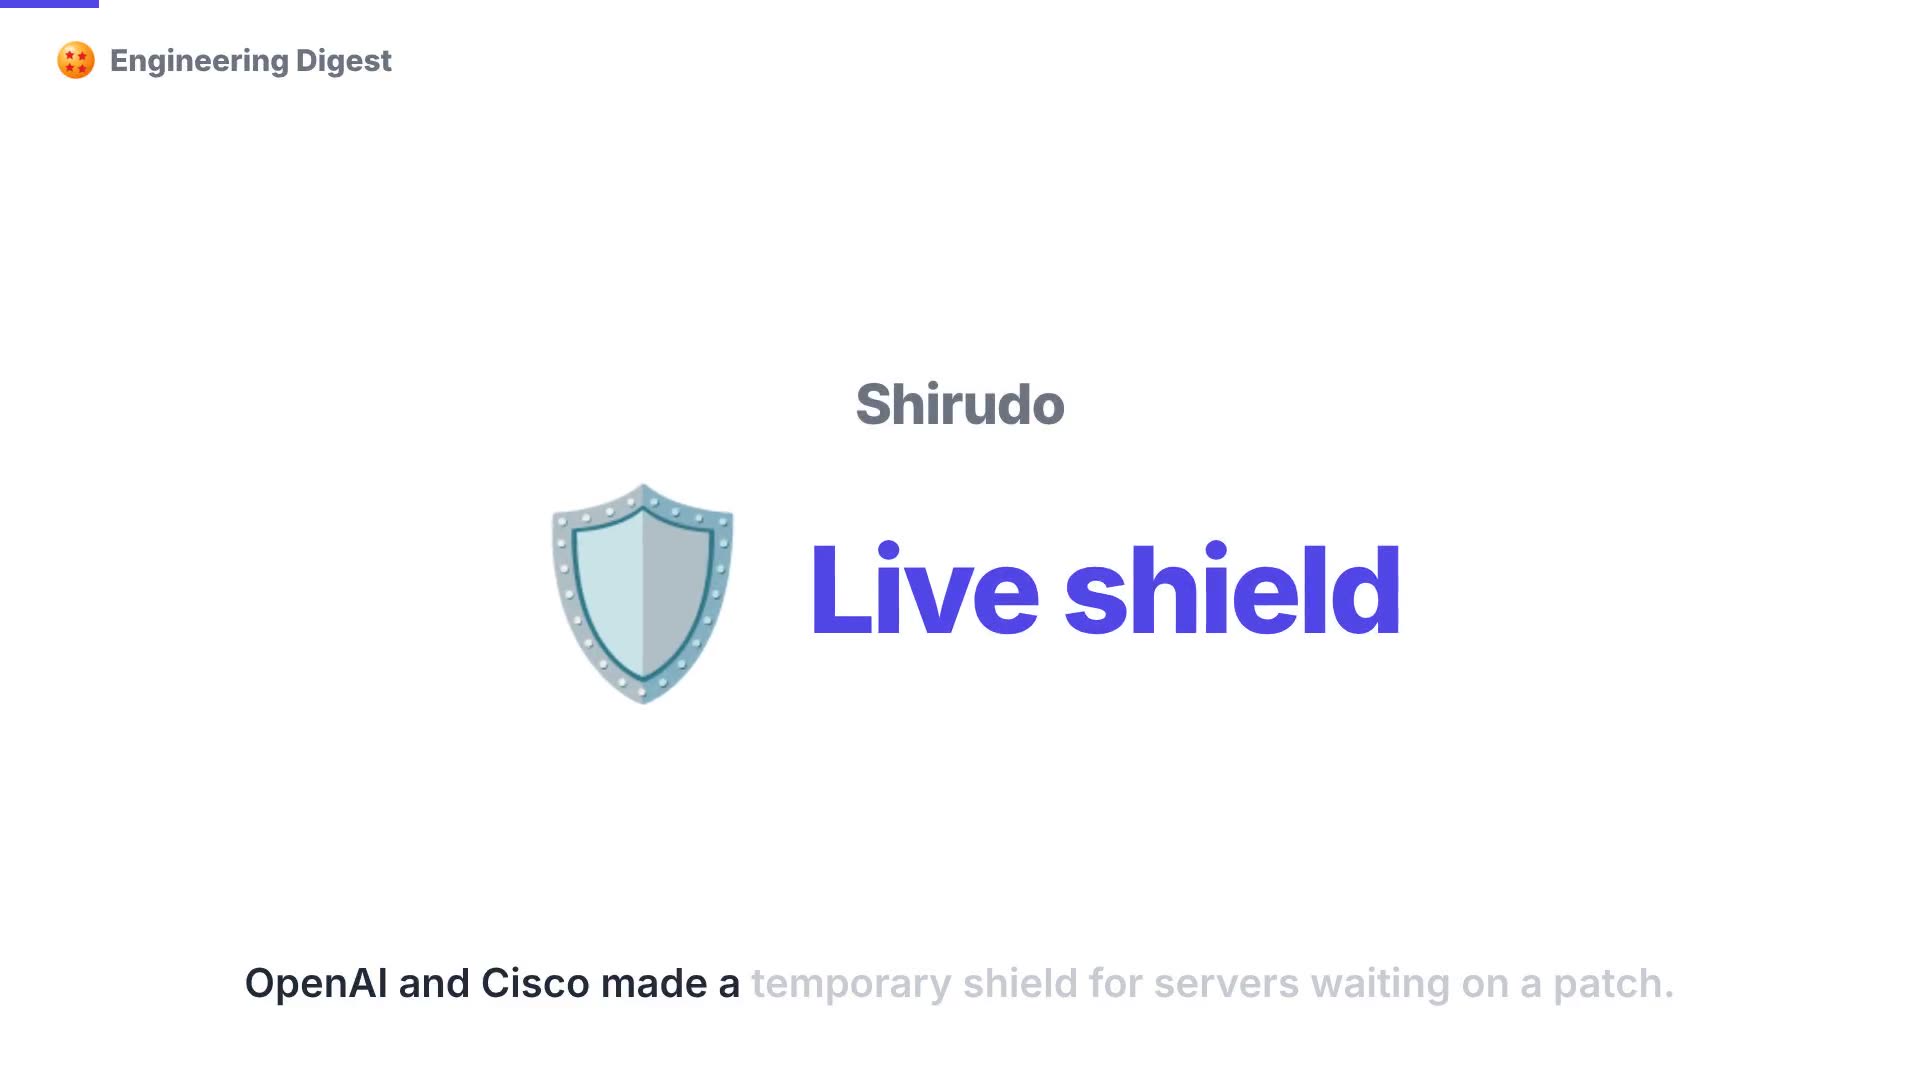 Engineering Digest
Shirudo
Live shield
OpenAI and Cisco made a temporary shield for servers waiting on a patch.